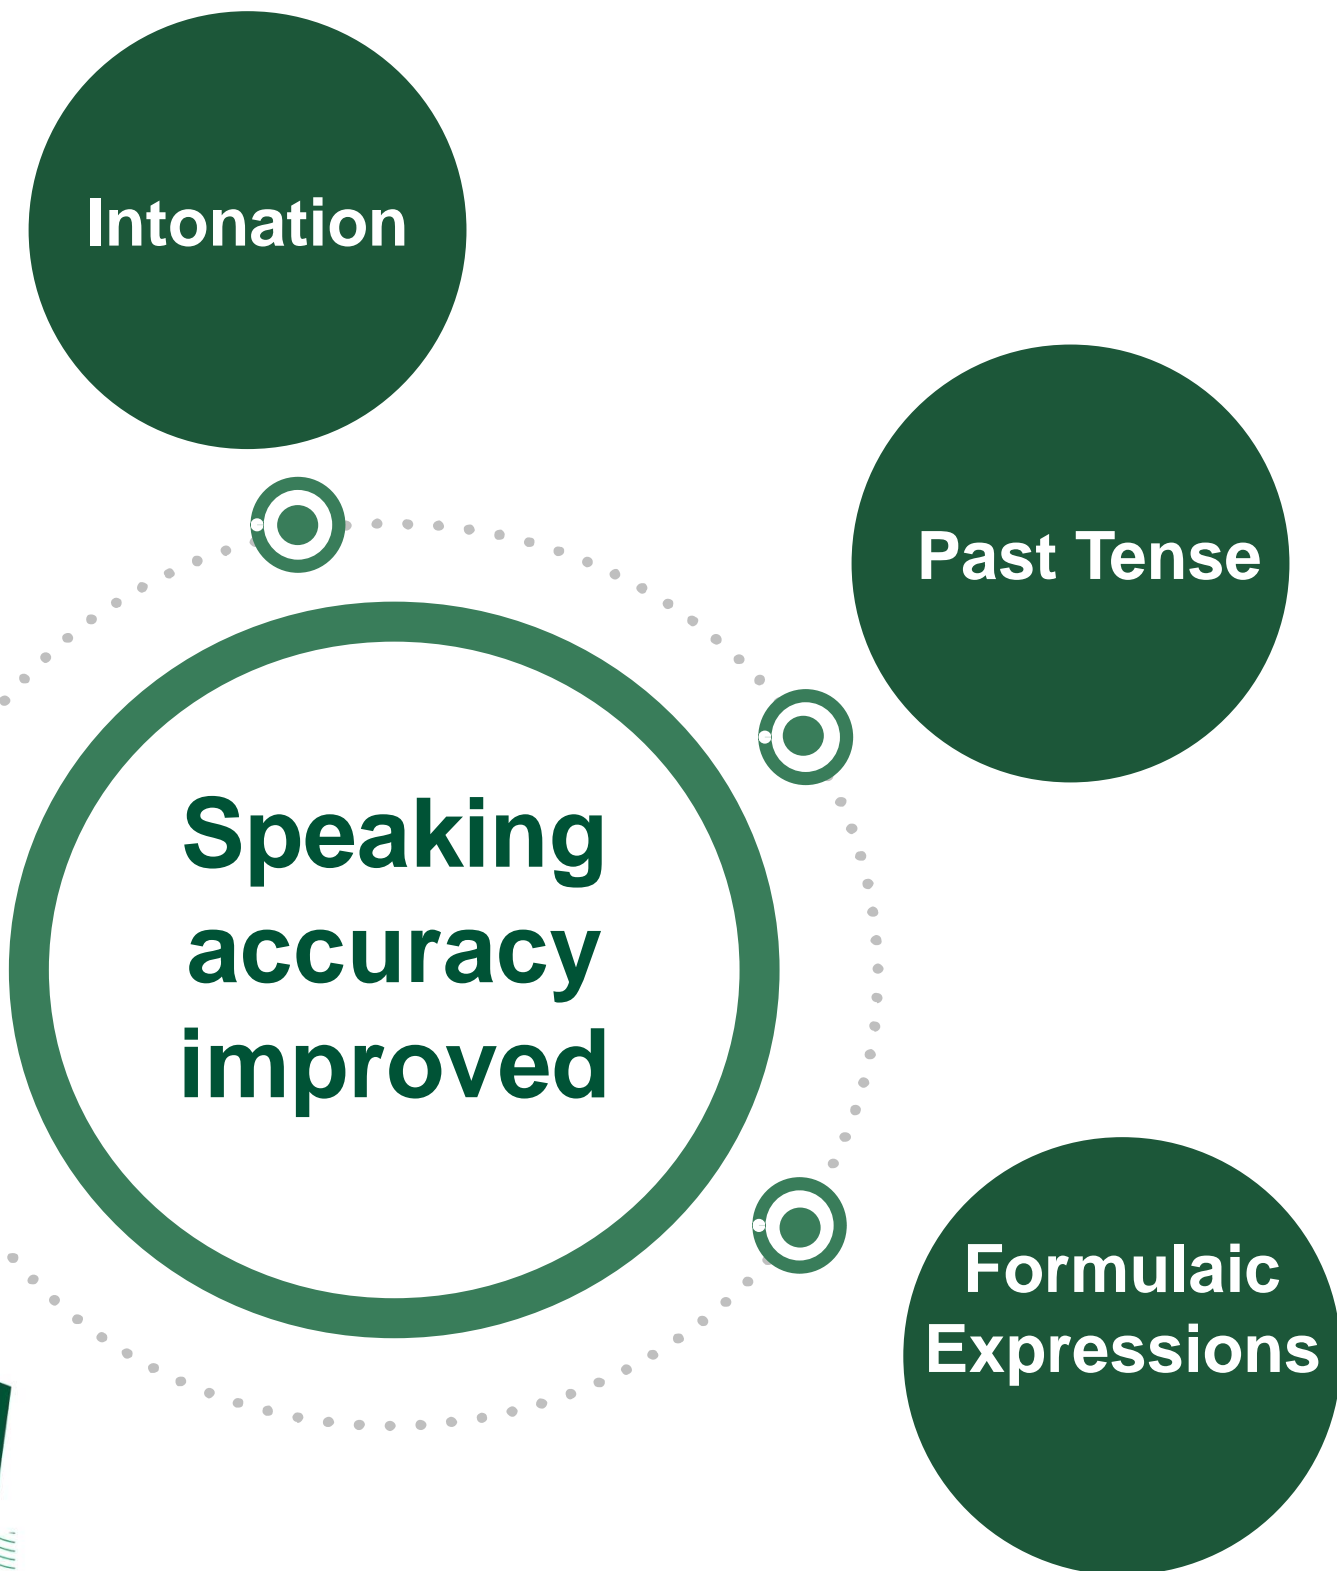 Intonation
Past Tense
Speaking
accuracy
improved
Formulaic
Expressions